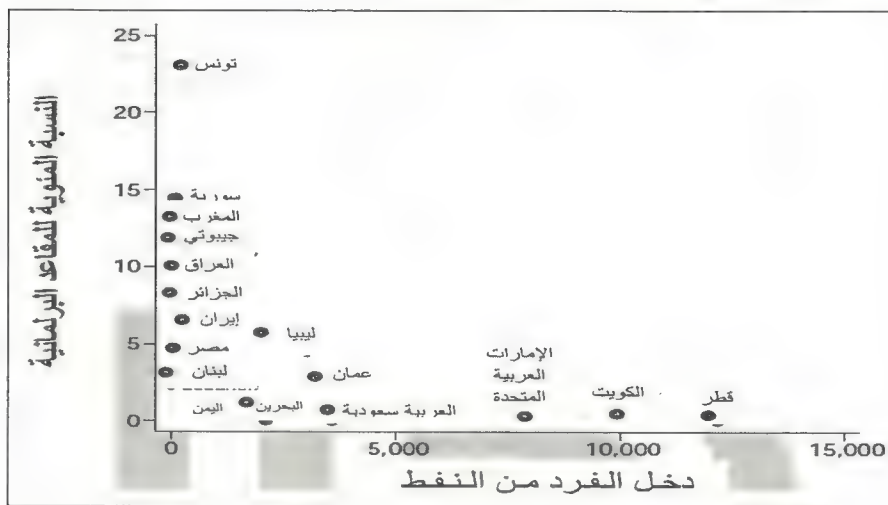 النسبة المئوية للمقاعد البرلمانية
25
20
15
10
5
0
تونس
سورية
المغرب
جيبوتي
العراق
الجزائر
إيران
ليبيا
مصر
لبنان
عمان
اليمن
البحرين
العربية سعودية
الإمارات
العربية
المتحدة
الكويت
قطر
0
5,000
10,000
15,000
دخل الفرد من النفط